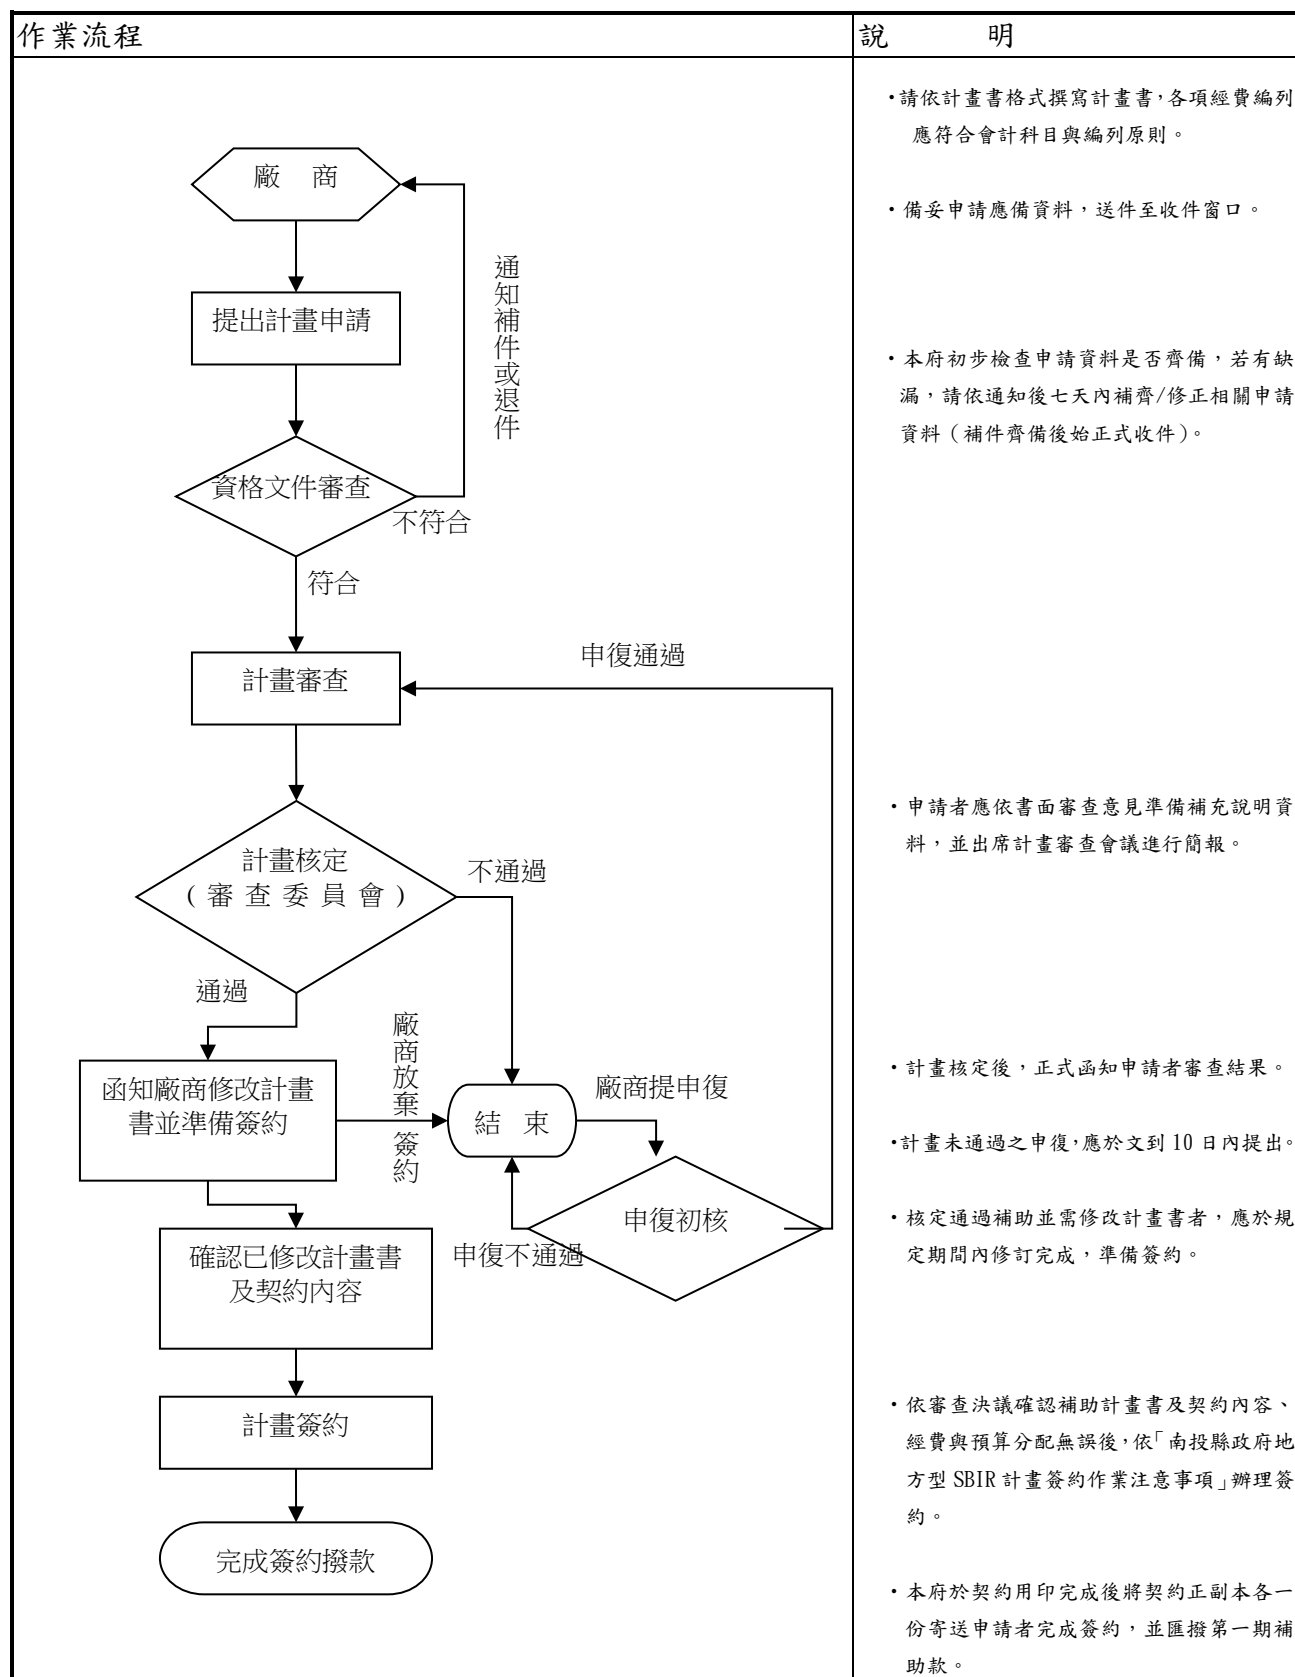 作業流程
說 明
廠 商
提出計畫申請
通知補件或退件
資格文件審查
不符合
符合
計畫審查
申復通過
計畫核定
(審查委員會)
不通過
通過
函知廠商修改計畫
書並準備簽約
廠商放棄 簽約
結 束
廠商提申復
申復初核
申復不通過
確認已修改計畫書
及契約內容
計畫簽約
完成簽約撥款
•請依計畫書格式撰寫計畫書,各項經費編列
應符合會計科目與編列原則。
•備妥申請應備資料,送件至收件窗口。
•本府初步檢查申請資料是否齊備,若有缺
漏,請依通知後七天內補齊/修正相關申請
資料(補件齊備後始正式收件)。
•申請者應依書面審查意見準備補充說明資
料,並出席計畫審查會議進行簡報。
•計畫核定後,正式函知申請者審查結果。
•計畫未通過之申復,應於文到 10 日內提出。
•核定通過補助並需修改計畫書者,應於規
定期間內修訂完成,準備簽約。
•依審查決議確認補助計畫書及契約內容、
經費與預算分配無誤後,依「南投縣政府地
方型 SBIR 計畫簽約作業注意事項」辦理簽
約。
•本府於契約用印完成後將契約正副本各一
份寄送申請者完成簽約,並匯撥第一期補
助款。